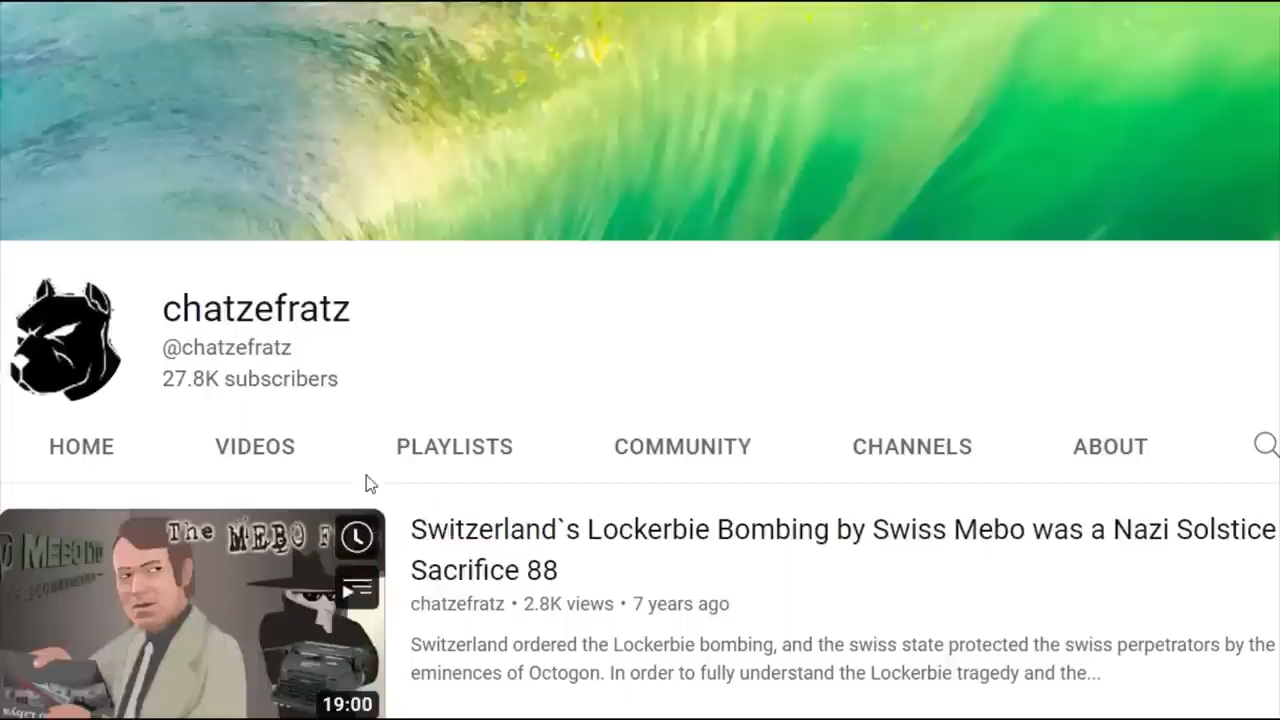 chatzefratz
@chatzefratz
27.8K subscribers
HOME VIDEOS PLAYLISTS COMMUNITY CHANNELS ABOUT
The MEBO F
MEBO LTD
19:00
Switzerland`s Lockerbie Bombing by Swiss Mebo was a Nazi Solstice
Sacrifice 88
chatzefratz • 2.8K views • 7 years ago
Switzerland ordered the Lockerbie bombing, and the swiss state protected the swiss perpetrators by the
eminences of Octogon. In order to fully understand the Lockerbie tragedy and the...